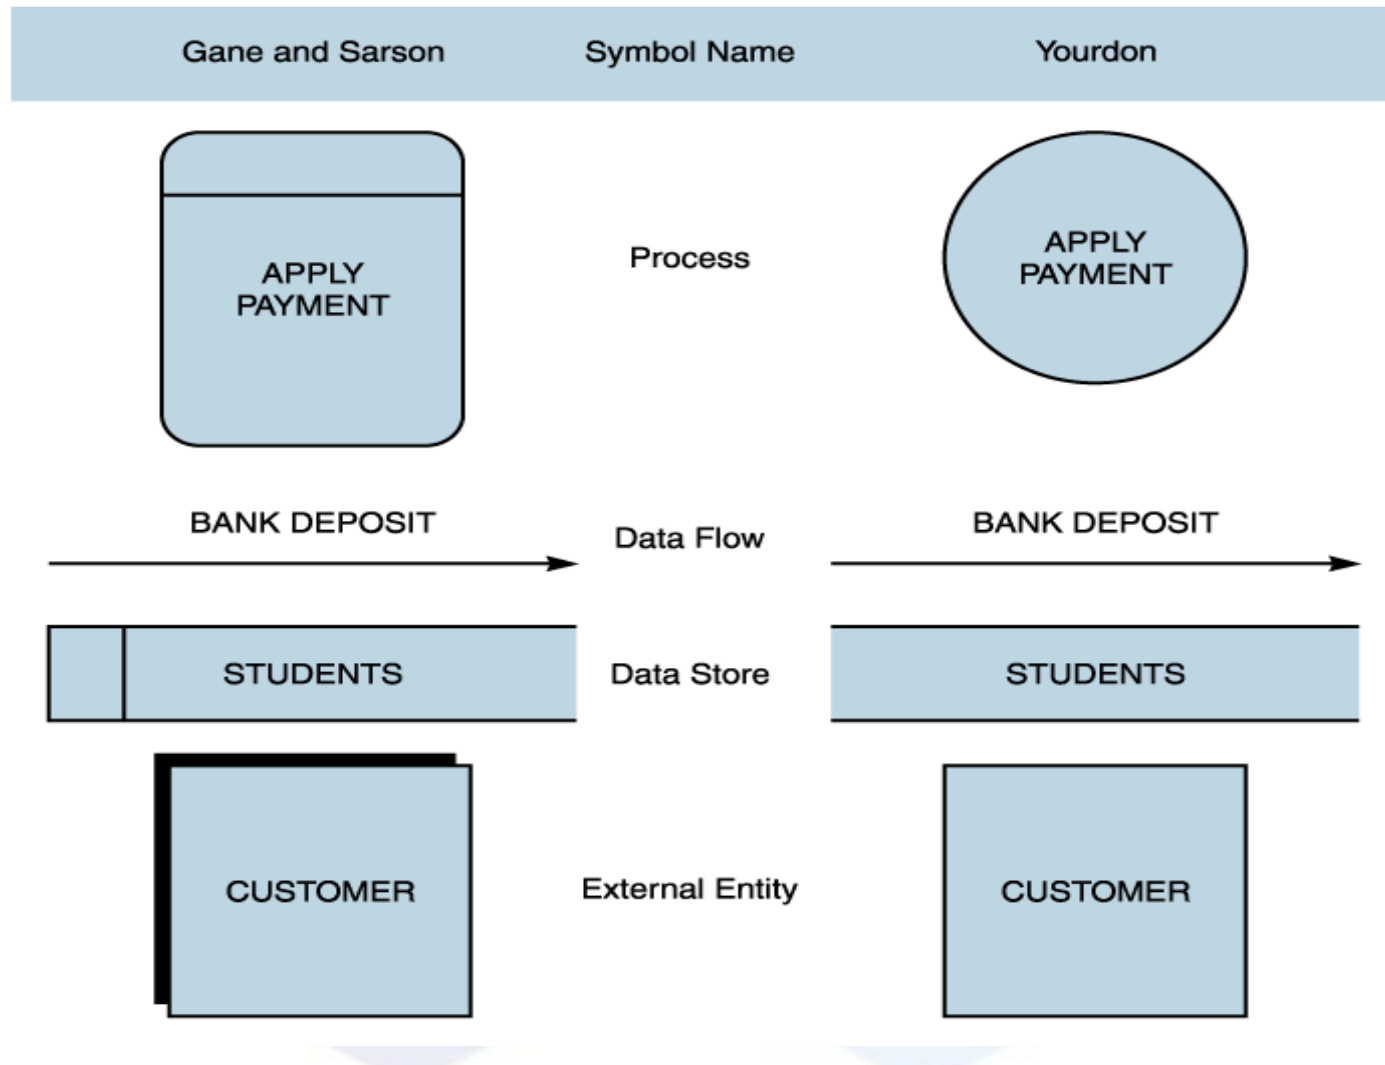 Gane and Sarson Symbol Name Yourdon
APPLY
PAYMENT
Process
APPLY
PAYMENT
BANK DEPOSIT
Data Flow
BANK DEPOSIT
STUDENTS
Data Store
STUDENTS
CUSTOMER
External Entity
CUSTOMER